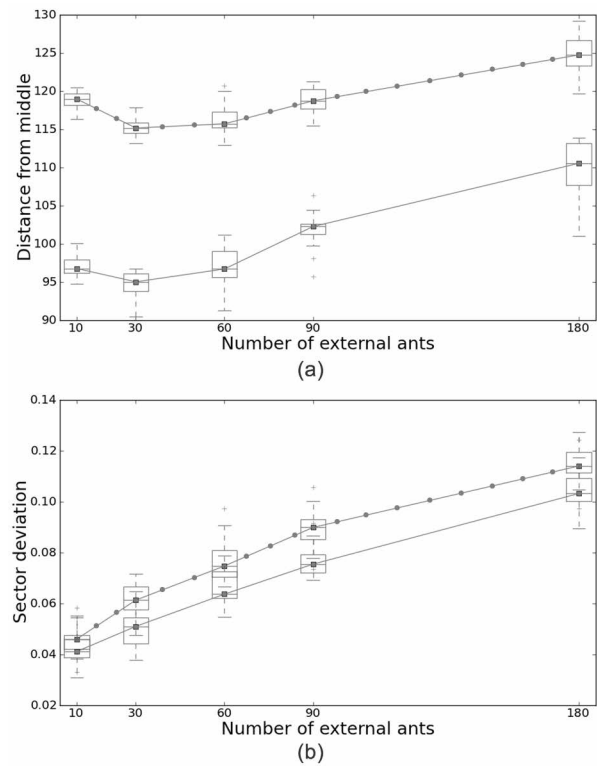 130
125
120
115
110
105
100
95
90
Distance from middle
10 30 60 90 180
Number of external ants
(a)
0.14
0.12
0.10
0.08
0.06
0.04
0.02
Sector deviation
10 30 60 90 180
Number of external ants
(b)